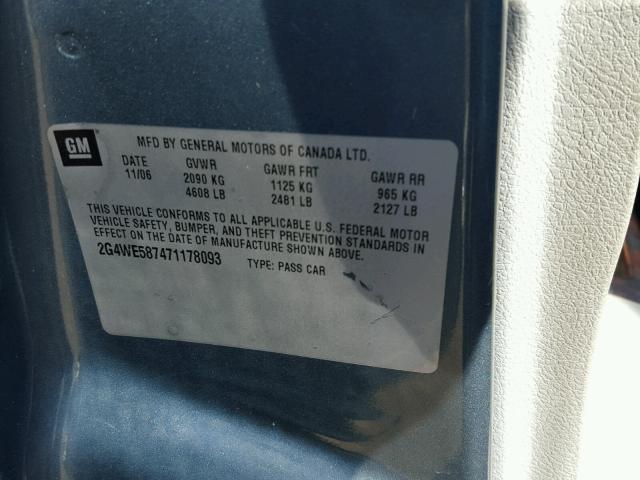 GM
MFD BY GENERAL MOTORS OF CANADA LTD.
DATE GVWR GAWR FRT GAWR RR
11/06 2090 KG 1125 KG 965 KG
4608 LB 2481 LB 2127 LB
THIS VEHICLE CONFORMS TO ALL APPLICABLE U.S. FEDERAL MOTOR
VEHICLE SAFETY, BUMPER, AND THEFT PREVENTION STANDARDS IN
EFFECT ON THE DATE OF MANUFACTURE SHOWN ABOVE.
2G4WE587471178093 TYPE: PASS CAR